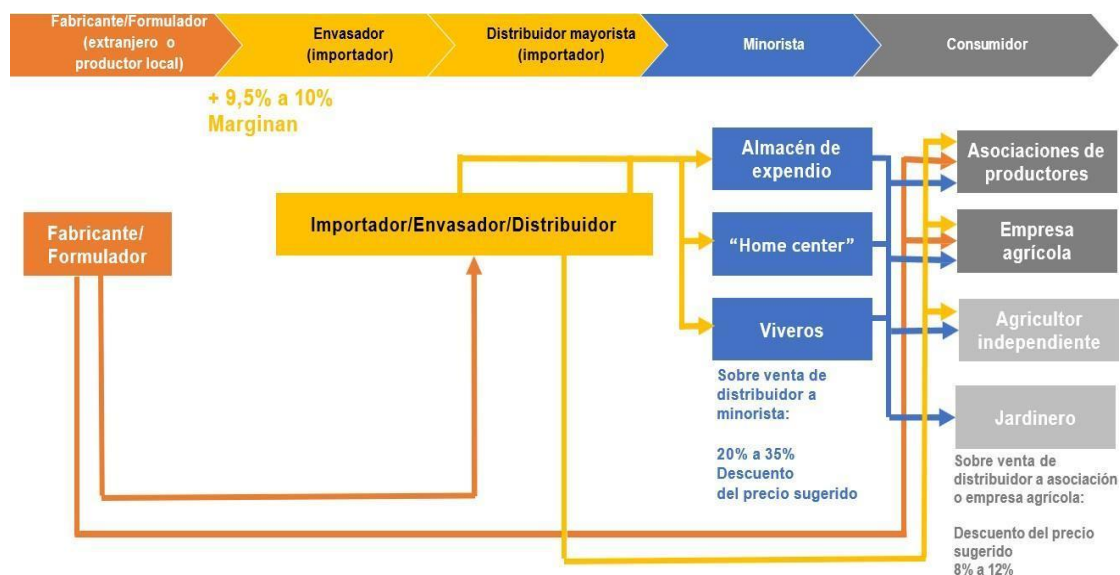 Fabricante/Formulador
(extranjero o
productor local)
Envasador
(importador)
Distribuidor mayorista
(importador)
Minorista
Consumidor
+ 9,5% a 10%
Marginan
Fabricante/
Formulador
Importador/Envasador/Distribuidor
Almacén de
expendio
“Home center”
Viveros
Sobre venta de
distribuidor a
minorista:
20% a 35%
Descuento
del precio sugerido
Asociaciones de
productores
Empresa
agrícola
Agricultor
independiente
Jardinero
Sobre venta de
distribuidor a asociación
o empresa agrícola:
Descuento del precio
sugerido
8% a 12%